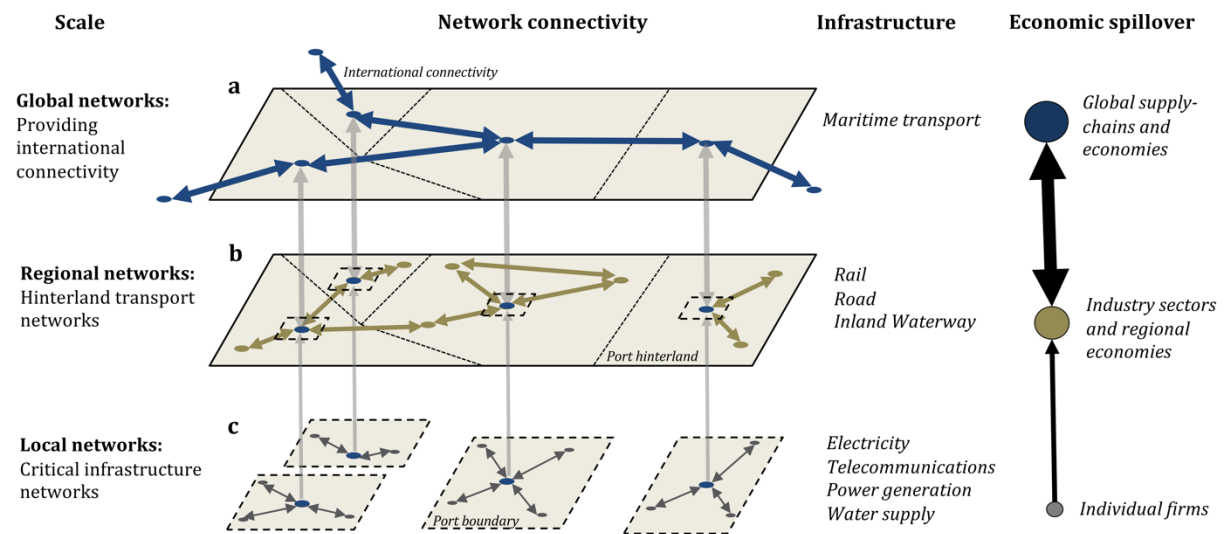 Scale
Network connectivity
Infrastructure
Economic spillover
Global networks:
Providing
international
connectivity
a
International connectivity
Maritime transport
Global supply-
chains and
economies
Regional networks:
Hinterland transport
networks
b
Port hinterland
Rail
Road
Inland Waterway
Industry sectors
and regional
economies
Local networks:
Critical infrastructure
networks
c
Port boundary
Electricity
Telecommunications
Power generation
Water supply
Individual firms